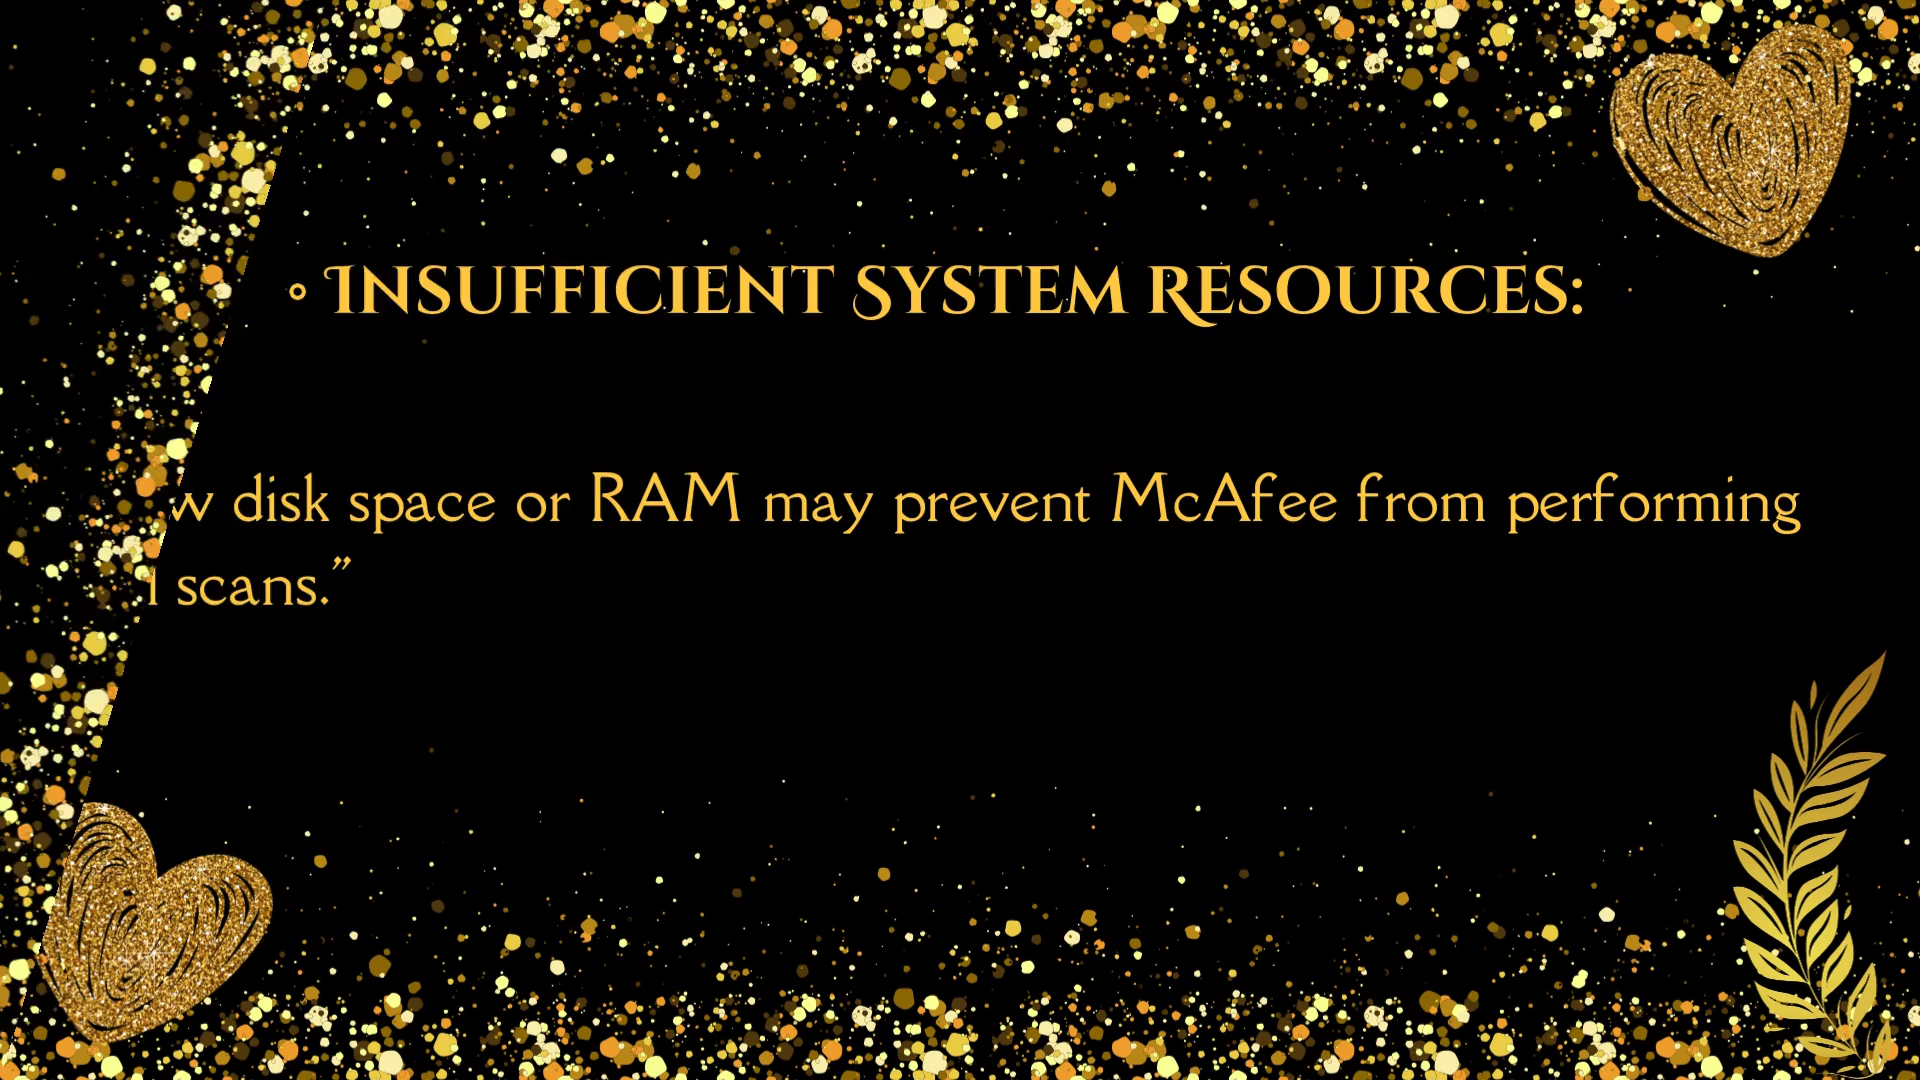 ◦ Insufficient System Resources:
disk space or RAM may prevent McAfee from performing
scans.”